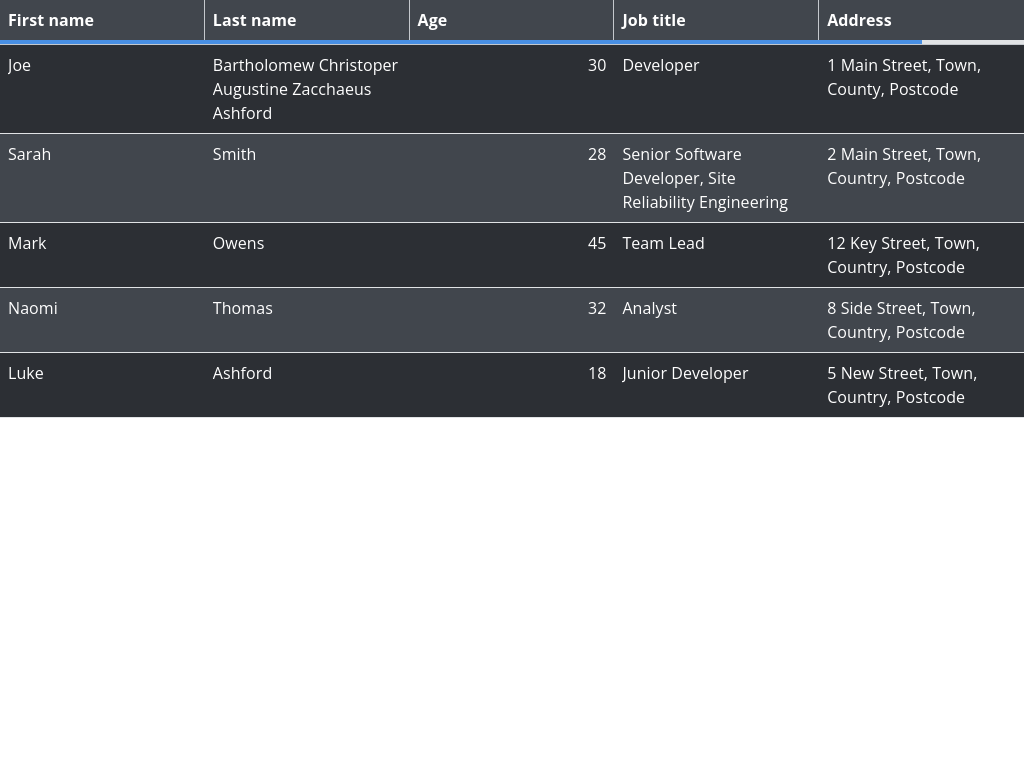 First name Last name Age Job title Address
Joe Bartholomew Christoper 30 Developer 1 Main Street, Town,
Augustine Zacchaeus County, Postcode
Ashford
Sarah Smith 28 Senior Software 2 Main Street, Town,
Developer, Site Country, Postcode
Reliability Engineering
Mark Owens 45 Team Lead 12 Key Street, Town,
Country, Postcode
Naomi Thomas 32 Analyst 8 Side Street, Town,
Country, Postcode
Luke Ashford 18 Junior Developer 5 New Street, Town,
Country, Postcode